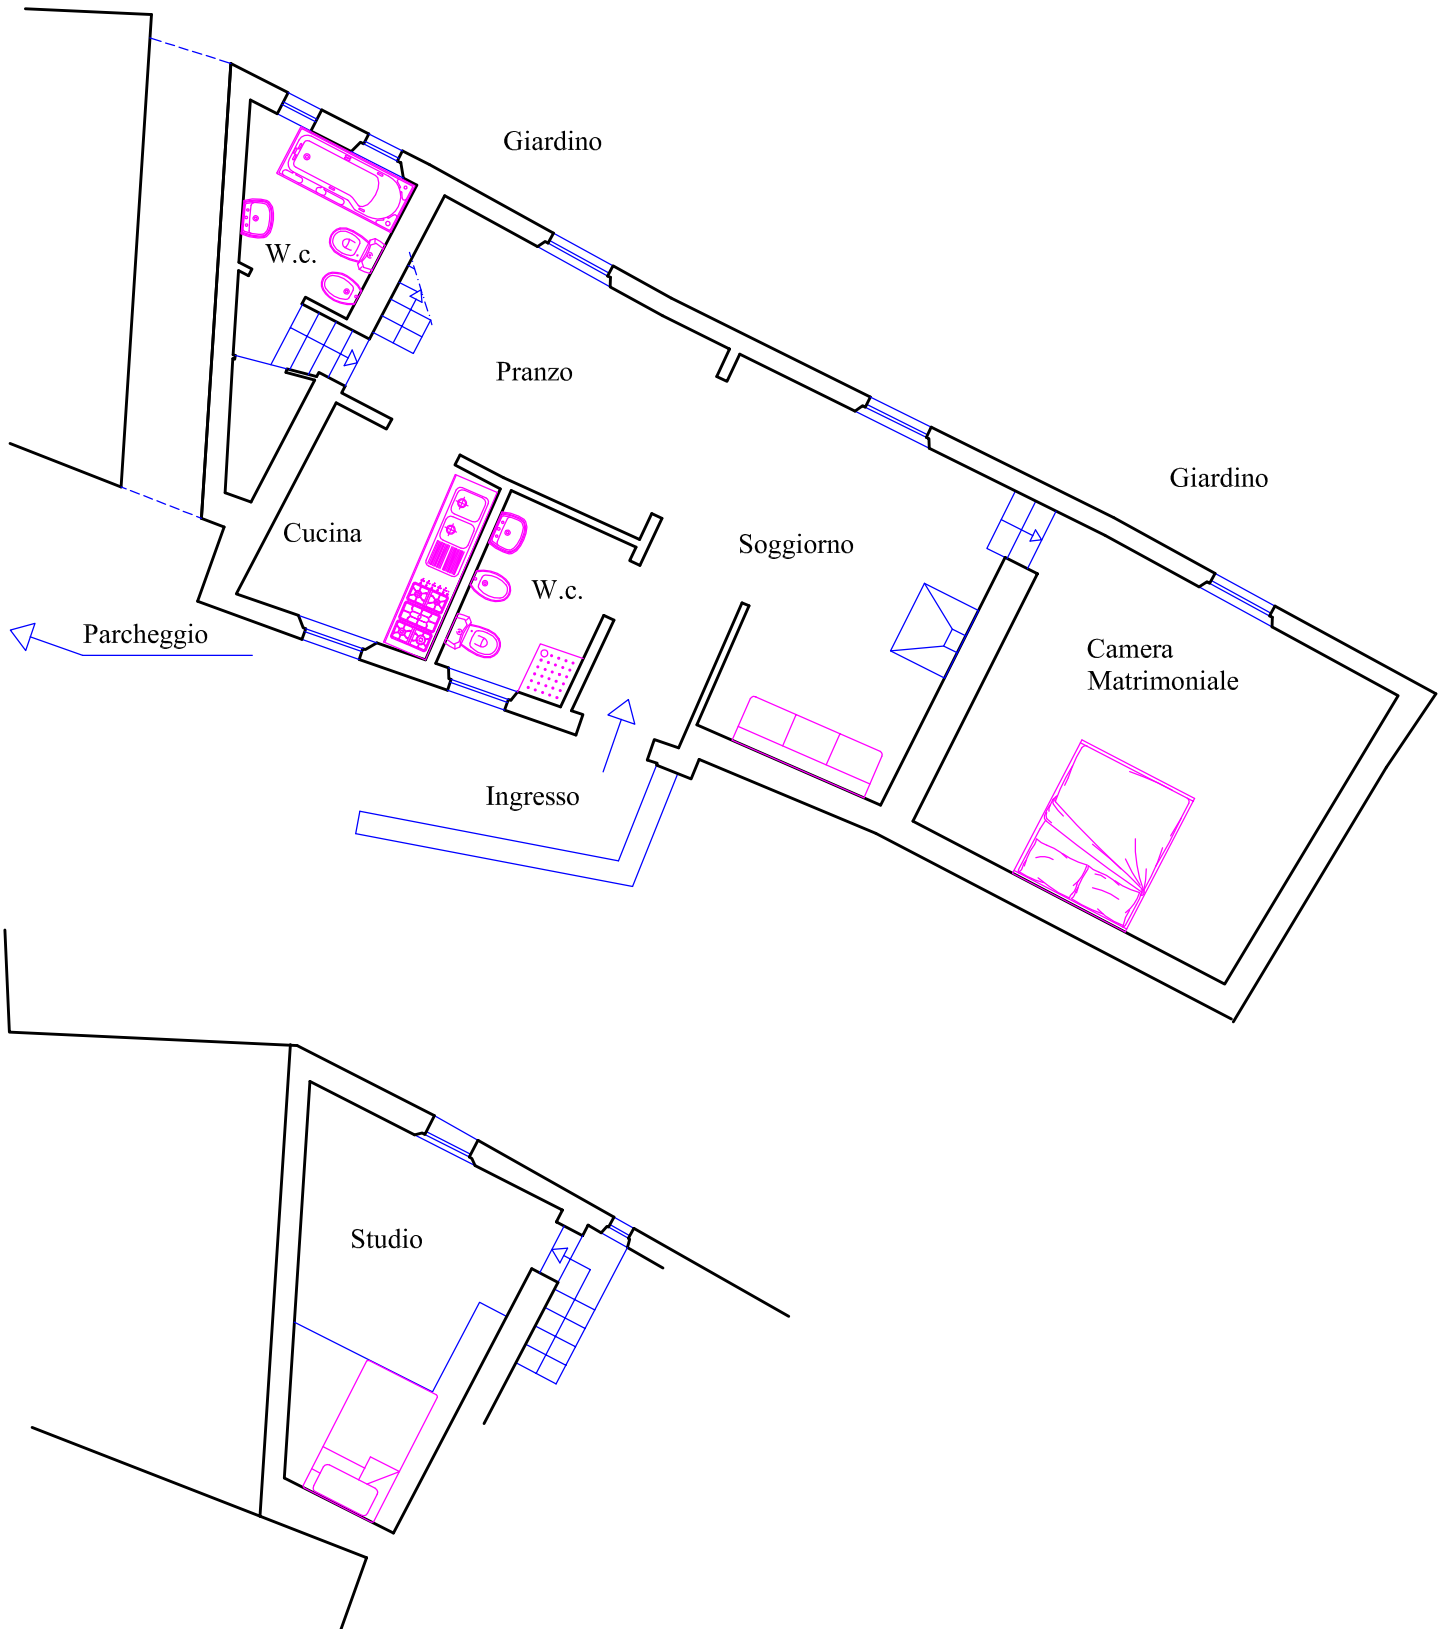 Giardino
W.c.
Pranzo
Giardino
Cucina
Soggiorno
W.c.
Parcheggio
Camera
Matrimoniale
Ingresso
Studio